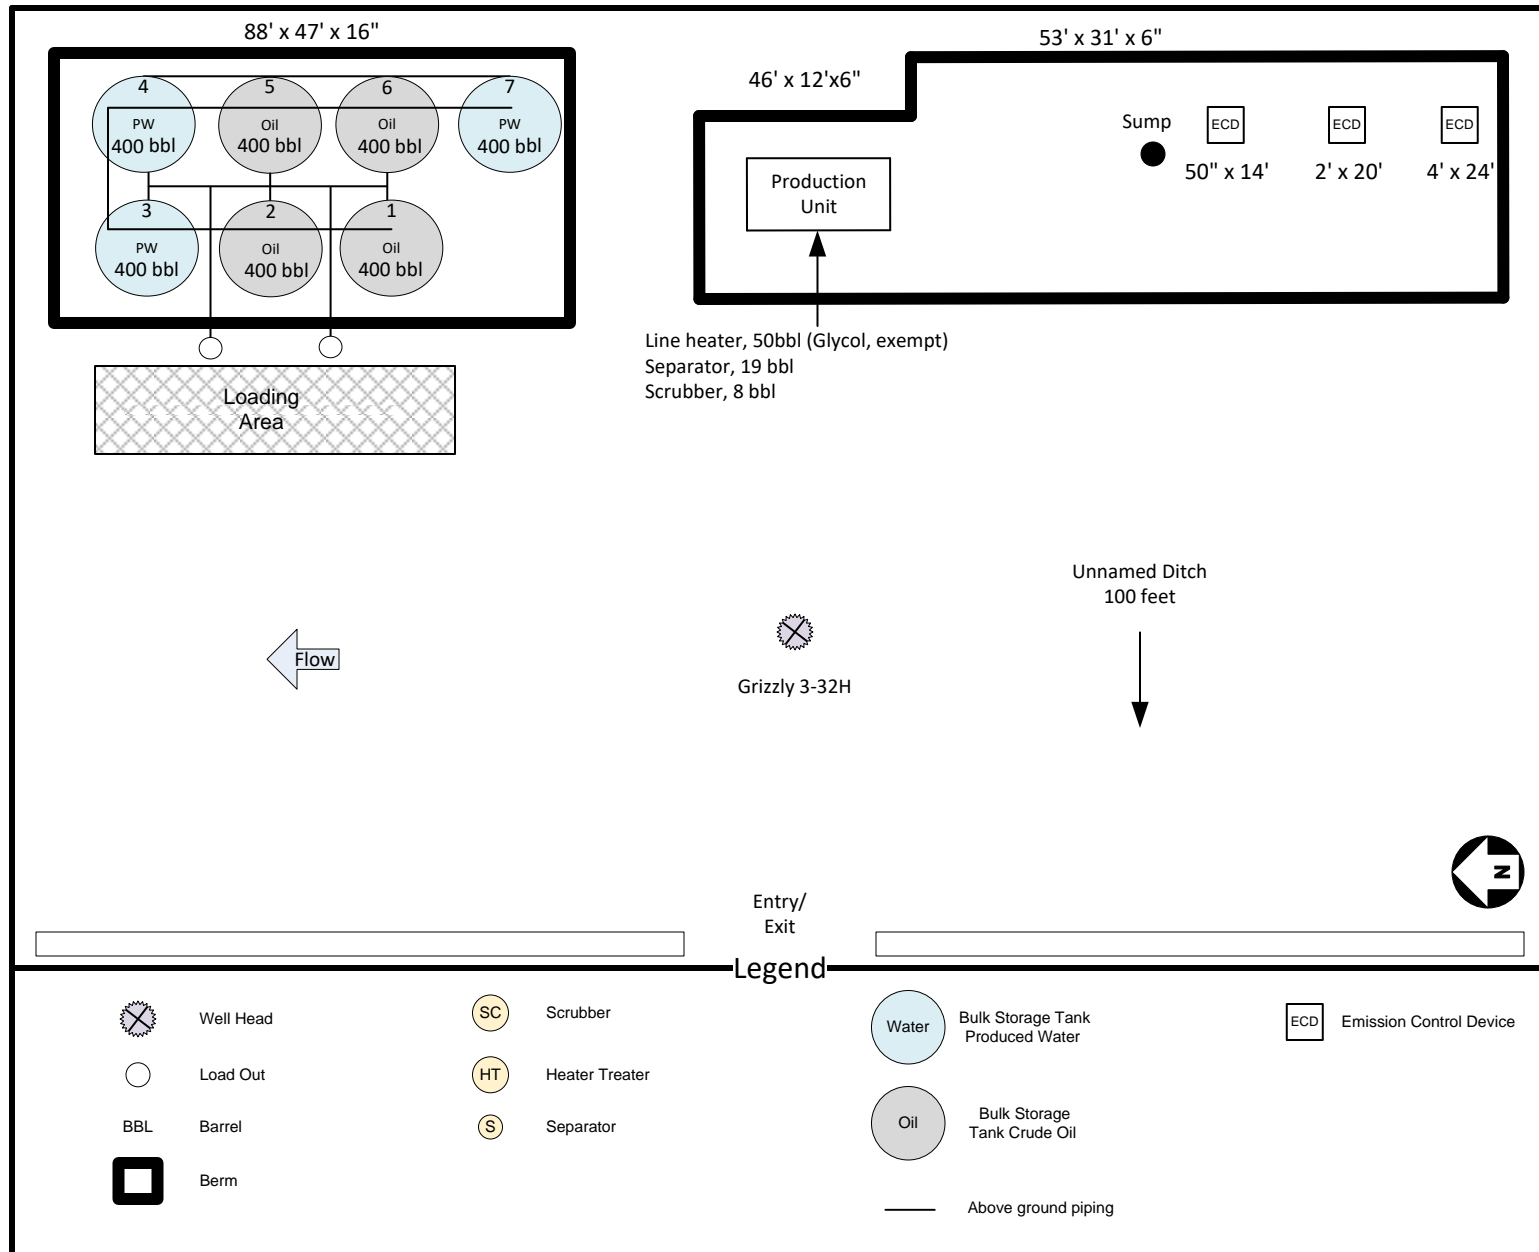 88' x 47' x 16"
53' x 31' x 6"
46' x 12'x6"
4
5
6
7
PW
Oil
Oil
PW
400 bbl
400 bbl
400 bbl
400 bbl
3
2
1
PW
Oil
Oil
400 bbl
400 bbl
400 bbl
Loading
Area
Sump
ECD
ECD
ECD
50" x 14'
2' x 20'
4' x 24'
Production
Unit
Line heater, 50bbl (Glycol, exempt)
Separator, 19 bbl
Scrubber, 8 bbl
Unnamed Ditch
100 feet
Flow
Grizzly 3-32H
N
Entry/
Exit
Legend
Well Head
Load Out
BBL Barrel
Berm
SC Scrubber
HT Heater Treater
S Separator
Water
Bulk Storage Tank
Produced Water
Oil
Bulk Storage
Tank Crude Oil
Above ground piping
ECD Emission Control Device